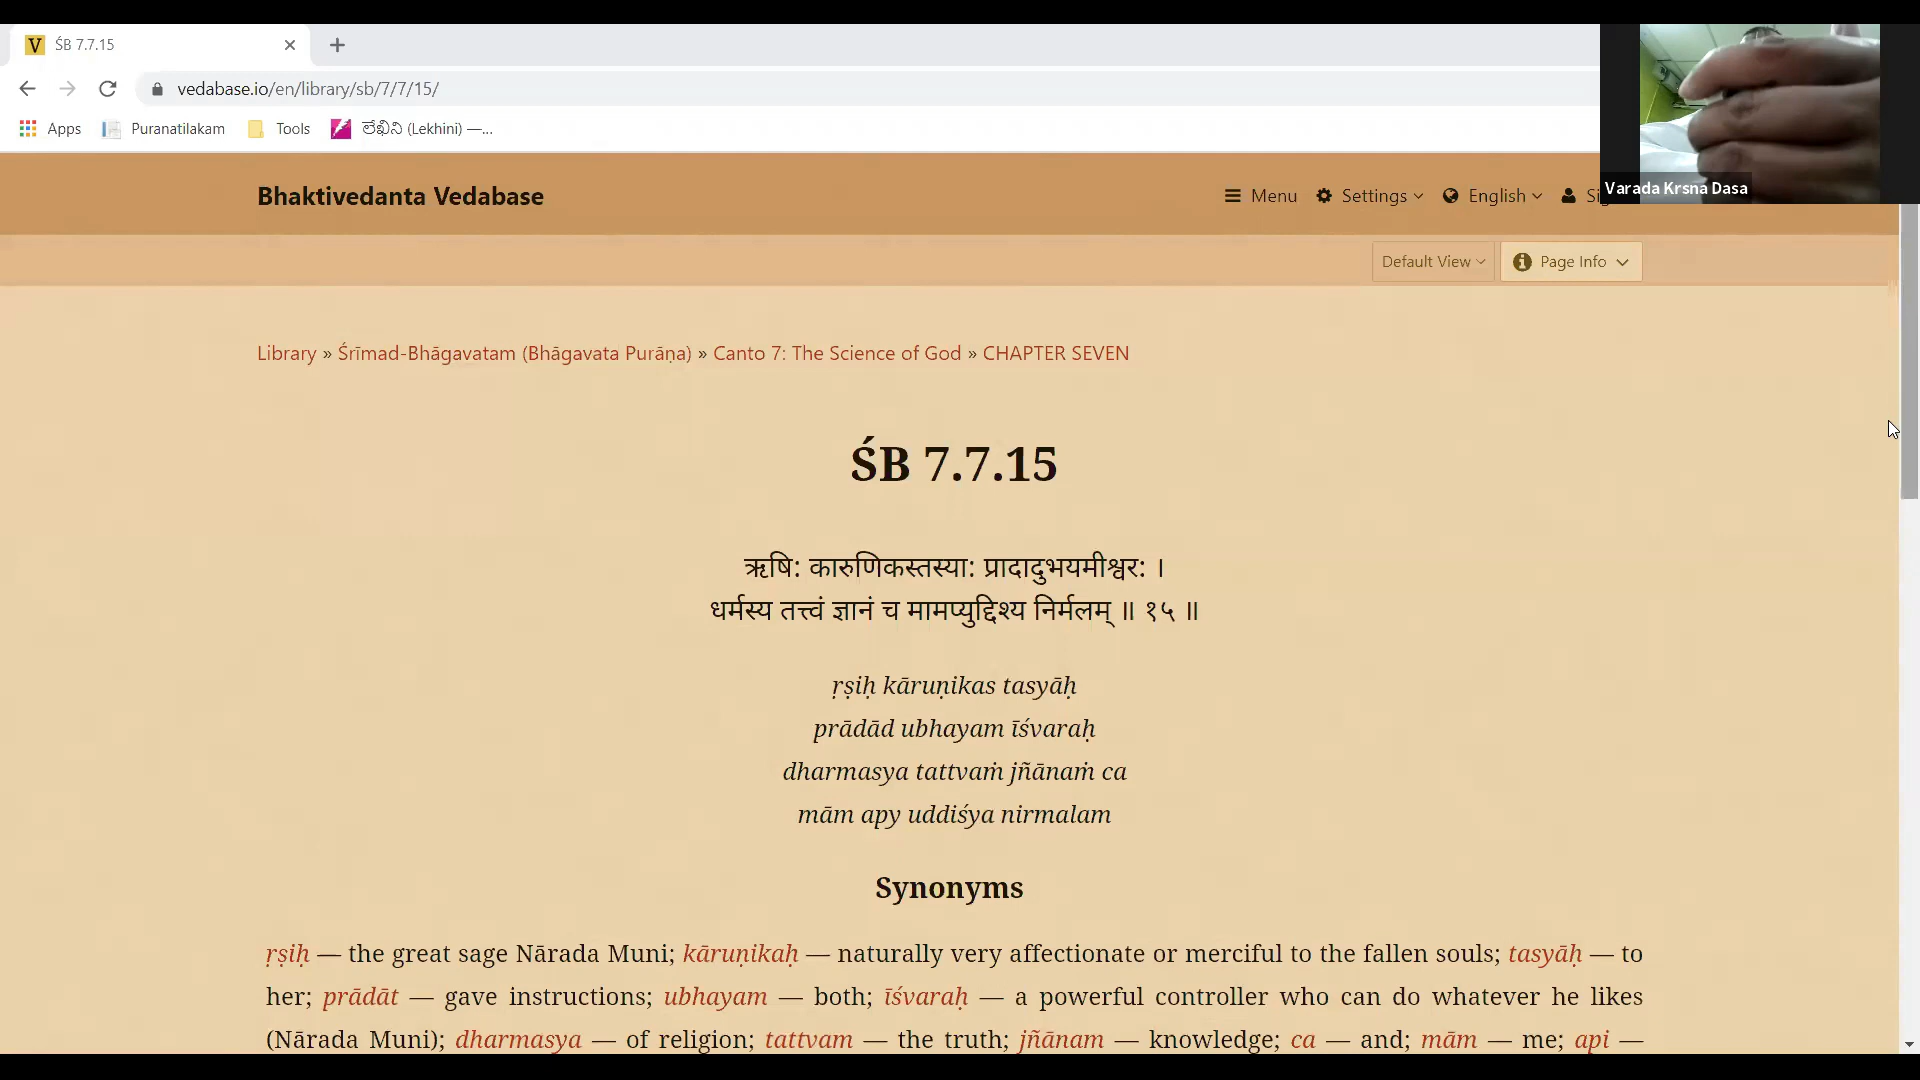 V ŚB 7.7.15
vedabase.io/en/library/sb/7/7/15/
Apps Puranatilakam Tools లేఖిని (Lekhini) —...
Varada Krsna Dasa
Bhaktivedanta Vedabase Menu Settings English
Default View Page Info
Library » Śrīmad-Bhāgavatam (Bhāgavata Purāṇa) » Canto 7: The Science of God » CHAPTER SEVEN
ŚB 7.7.15
ऋषि: कारुणिकस्तस्या: प्रादादुभयमीश्वर: ।
धर्मस्य तत्त्वं ज्ञानं च मामप्युद्दिश्य निर्मलम् ॥ १५ ॥
ṛṣiḥ kāruṇikas tasyāḥ
prādād ubhayam īśvaraḥ
dharmasya tattvaṁ jñānaṁ ca
mām apy uddiśya nirmalam
Synonyms
ṛṣiḥ — the great sage Nārada Muni; kāruṇikaḥ — naturally very affectionate or merciful to the fallen souls; tasyāḥ — to
her; prādāt — gave instructions; ubhayam — both; īśvaraḥ — a powerful controller who can do whatever he likes
(Nārada Muni); dharmasya — of religion; tattvam — the truth; jñānam — knowledge; ca — and; mām — me; api —